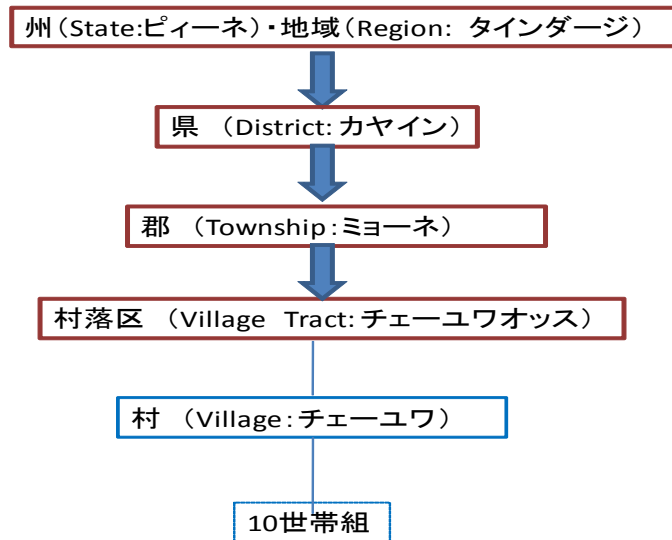 州（State:ピィーネ）・地域（Region: タインダージ）
県 （District:カヤイン）
郡 （Township:ミョーネ）
村落区 （Village Tract:チェーユワオッス）
村 （Village:チェーユワ）
10世帯組